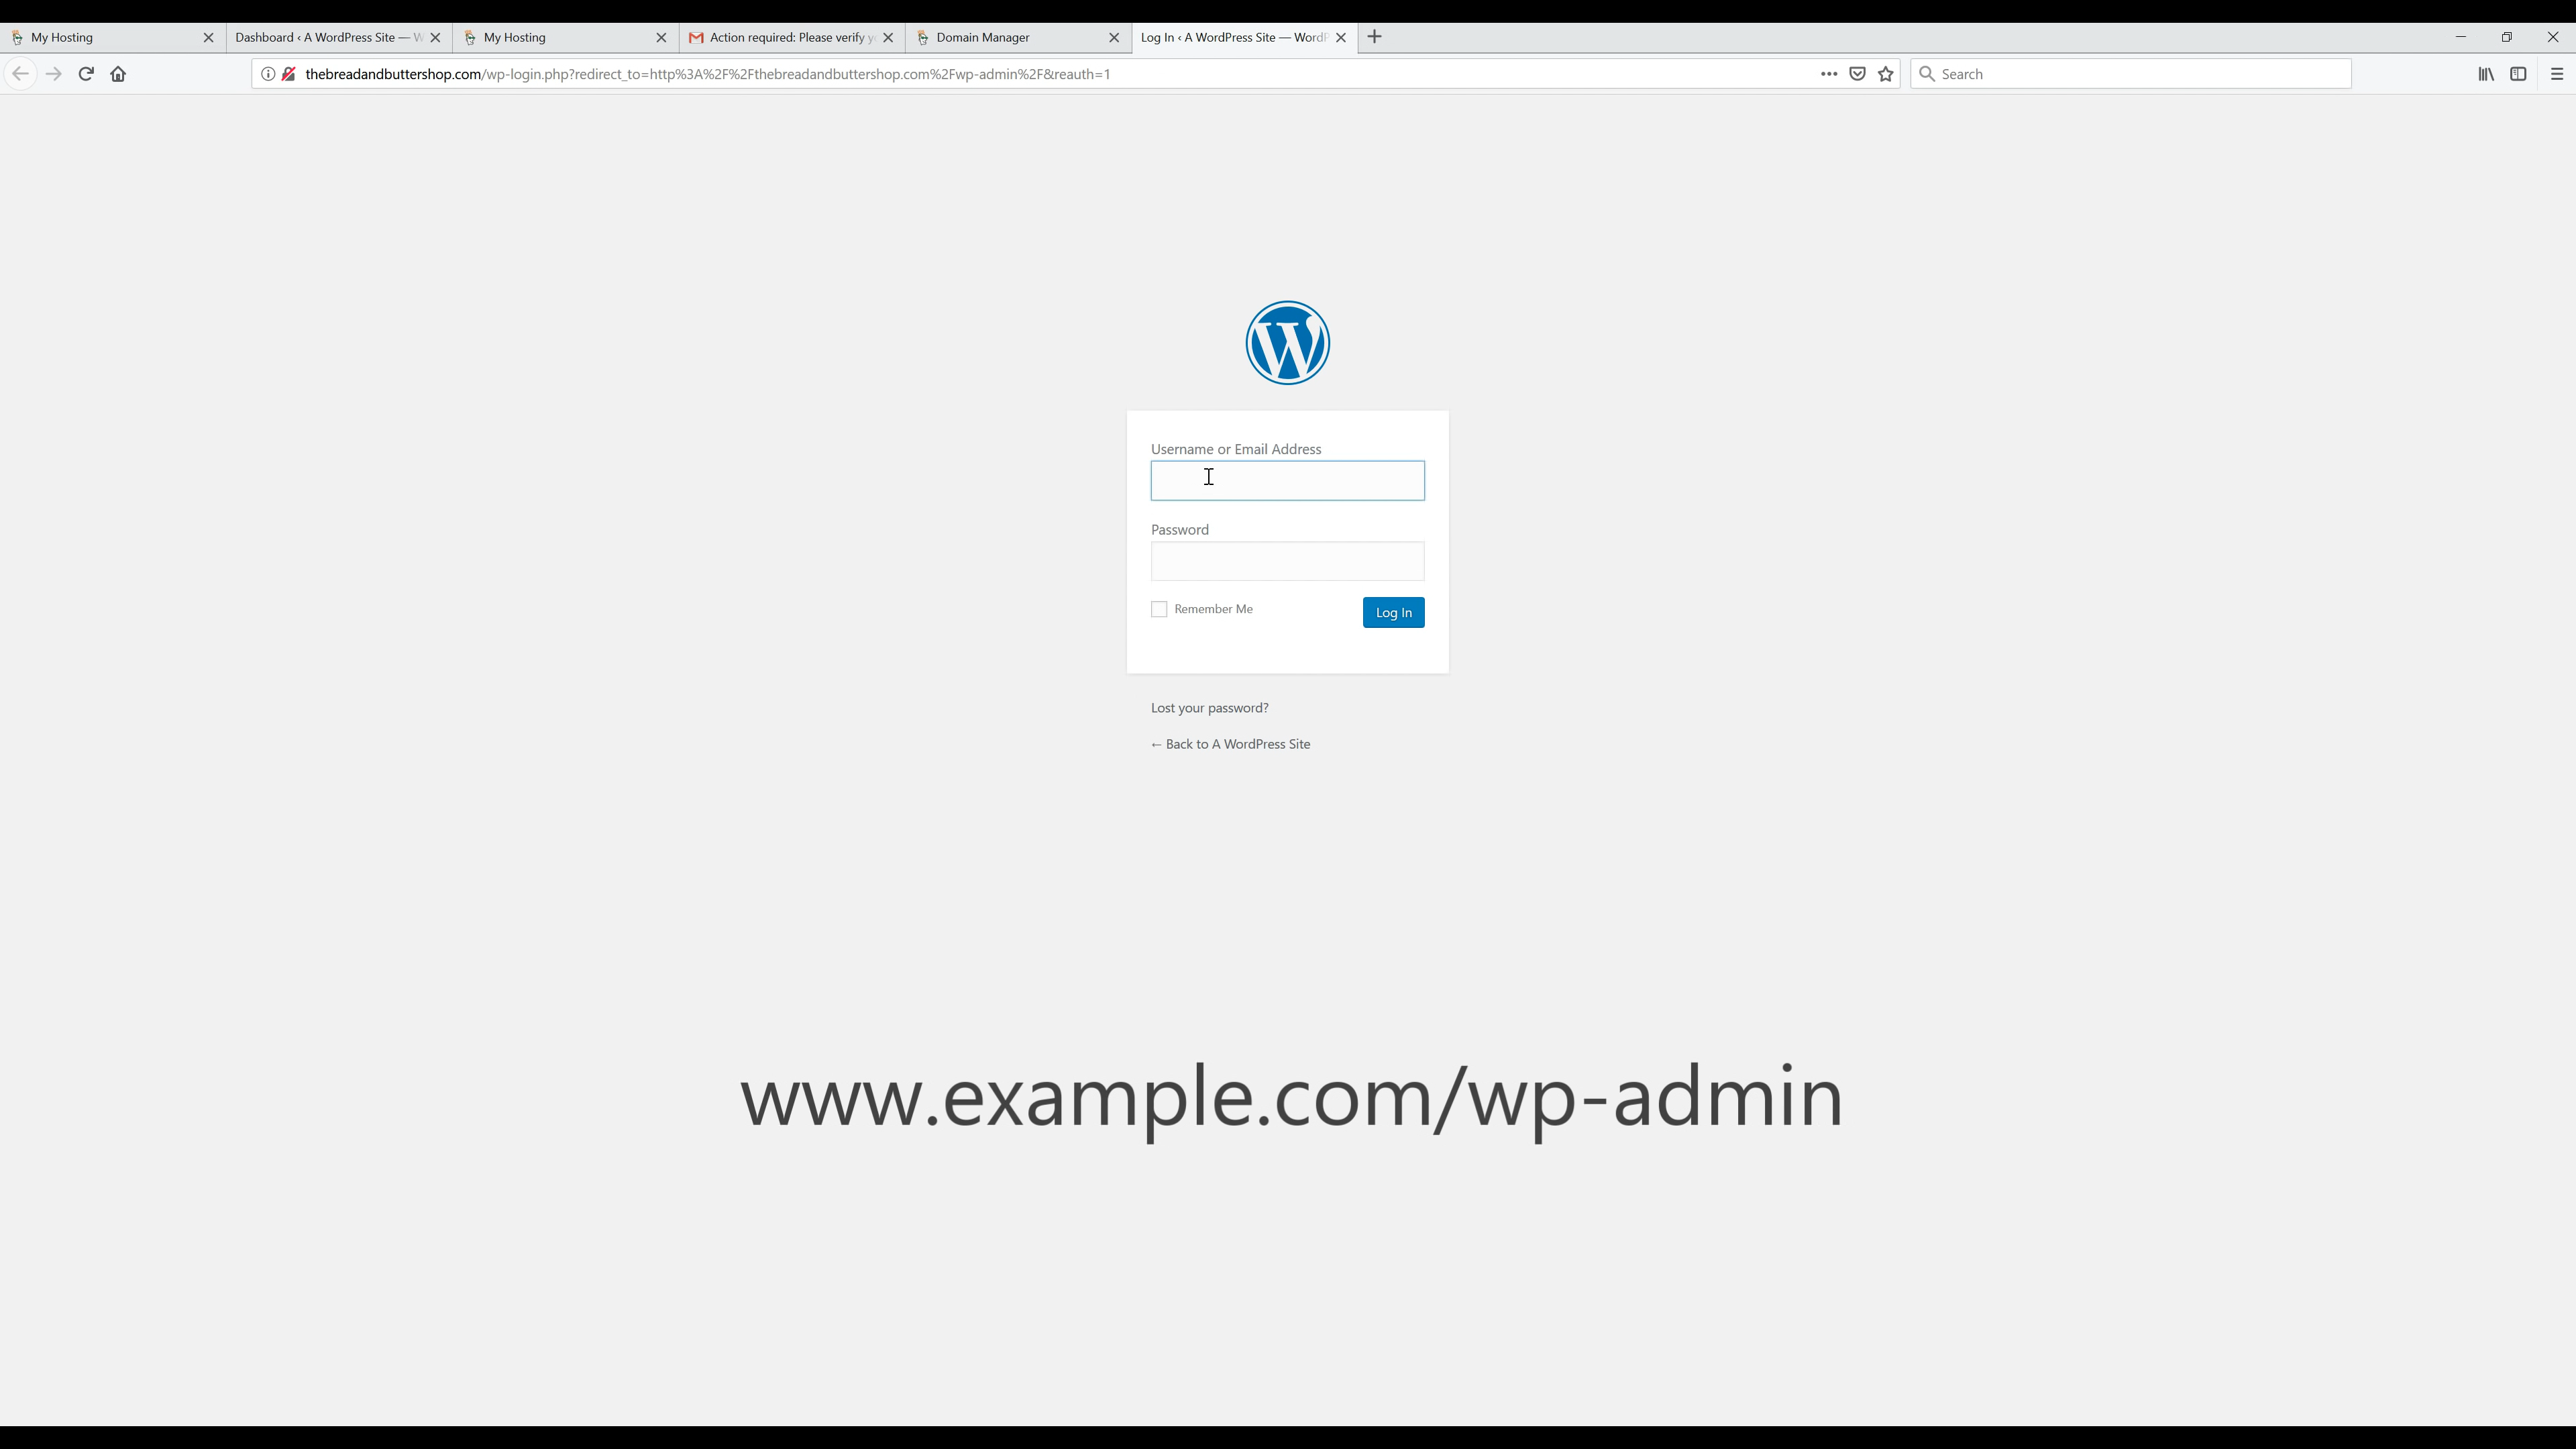 My Hosting
Dashboard ‹ A WordPress Site — W
My Hosting
Action required: Please verify y
Domain Manager
Log In ‹ A WordPress Site — WordP
thebreadandbuttershop.com/wp-login.php?redirect_to=http%3A%2F%2Fthebreadandbuttershop.com%2Fwp-admin%2F&reauth=1
Search
Username or Email Address
Password
Remember Me
Log In
Lost your password?
← Back to A WordPress Site
www.example.com/wp-admin